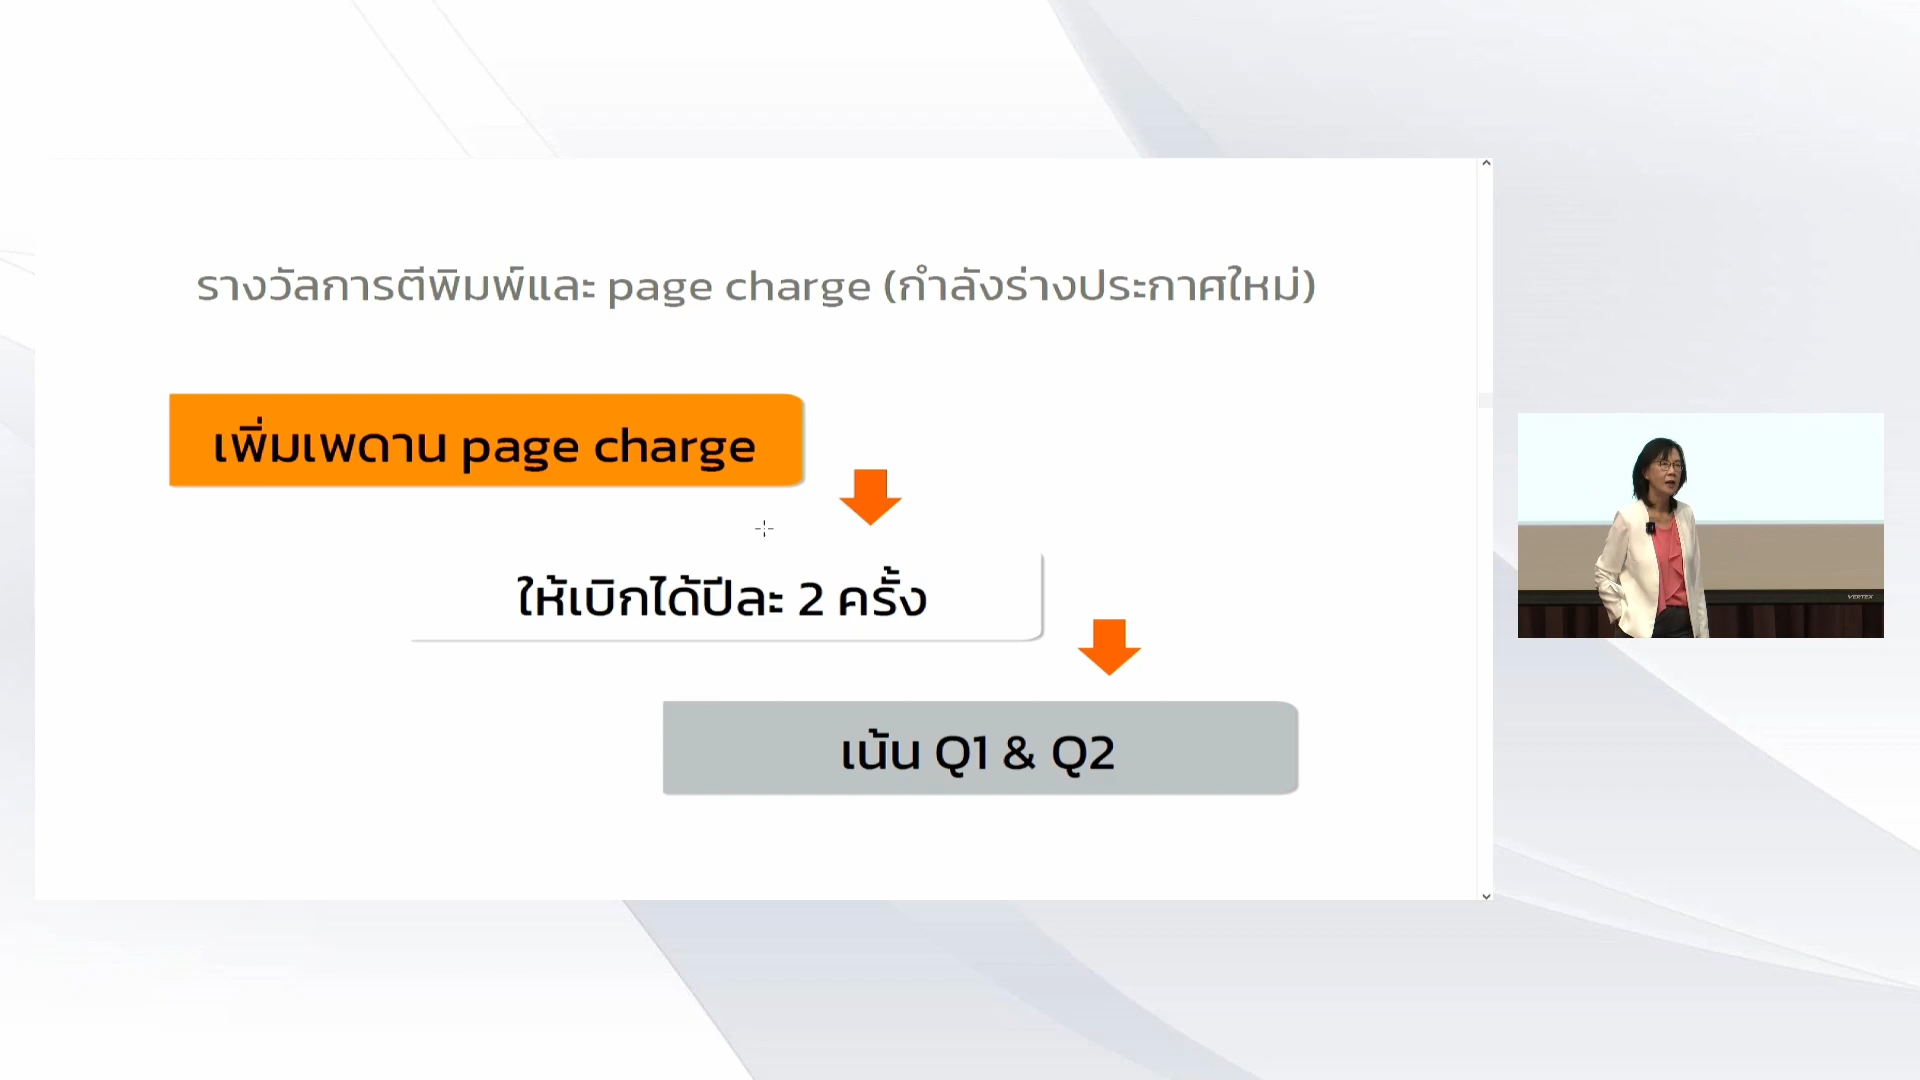 รางวัลการตีพิมพ์และ page charge (กำลังร่างประกาศใหม่)
เพิ่มเพดาน page charge
ให้เบิกได้ปีละ 2 ครั้ง
เน้น Q1 & Q2
VERTEX